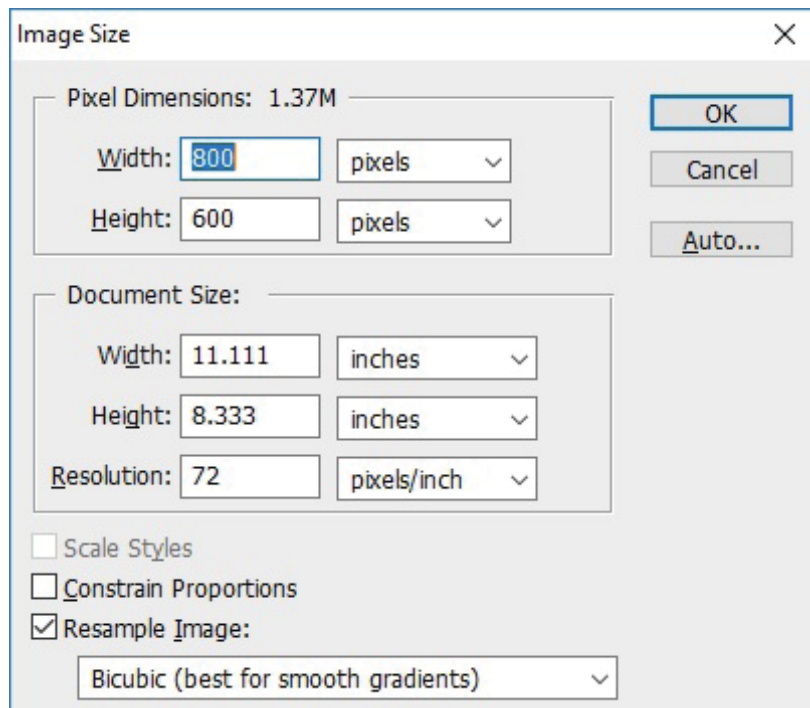 Image Size
Pixel Dimensions: 1.37M
OK
Width: 800 pixels
Cancel
Height: 600 pixels
Auto...
Document Size:
Width: 11.111 inches
Height: 8.333 inches
Resolution: 72 pixels/inch
Scale Styles
Constrain Proportions
Resample Image:
Bicubic (best for smooth gradients)